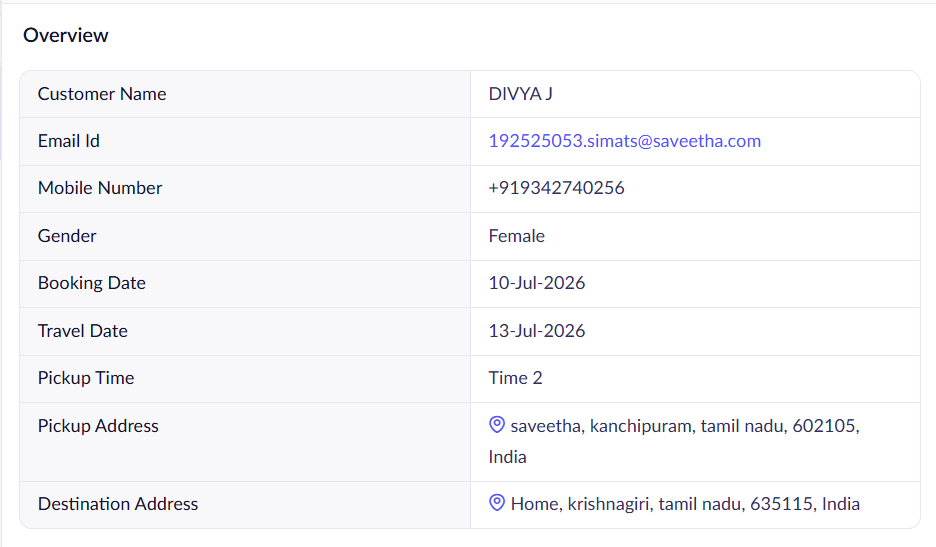 Overview
Customer Name DIVYA J
Email Id 192525053.simats@saveetha.com
Mobile Number +919342740256
Gender Female
Booking Date 10-Jul-2026
Travel Date 13-Jul-2026
Pickup Time Time 2
Pickup Address saveetha, kanchipuram, tamil nadu, 602105,
India
Destination Address Home, krishnagiri, tamil nadu, 635115, India